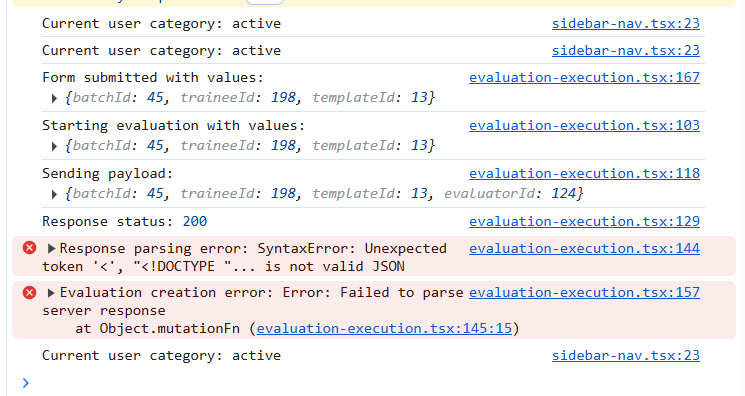 Current user category: active sidebar-nav.tsx:23
Current user category: active sidebar-nav.tsx:23
Form submitted with values: evaluation-execution.tsx:167
{batchId: 45, traineeId: 198, templateId: 13}
Starting evaluation with values: evaluation-execution.tsx:103
{batchId: 45, traineeId: 198, templateId: 13}
Sending payload: evaluation-execution.tsx:118
{batchId: 45, traineeId: 198, templateId: 13, evaluatorId: 124}
Response status: 200 evaluation-execution.tsx:129
Response parsing error: SyntaxError: Unexpected evaluation-execution.tsx:144
token '<', "<!DOCTYPE "... is not valid JSON
Evaluation creation error: Error: Failed to parse evaluation-execution.tsx:157
server response
at Object.mutationFn (evaluation-execution.tsx:145:15)
Current user category: active sidebar-nav.tsx:23